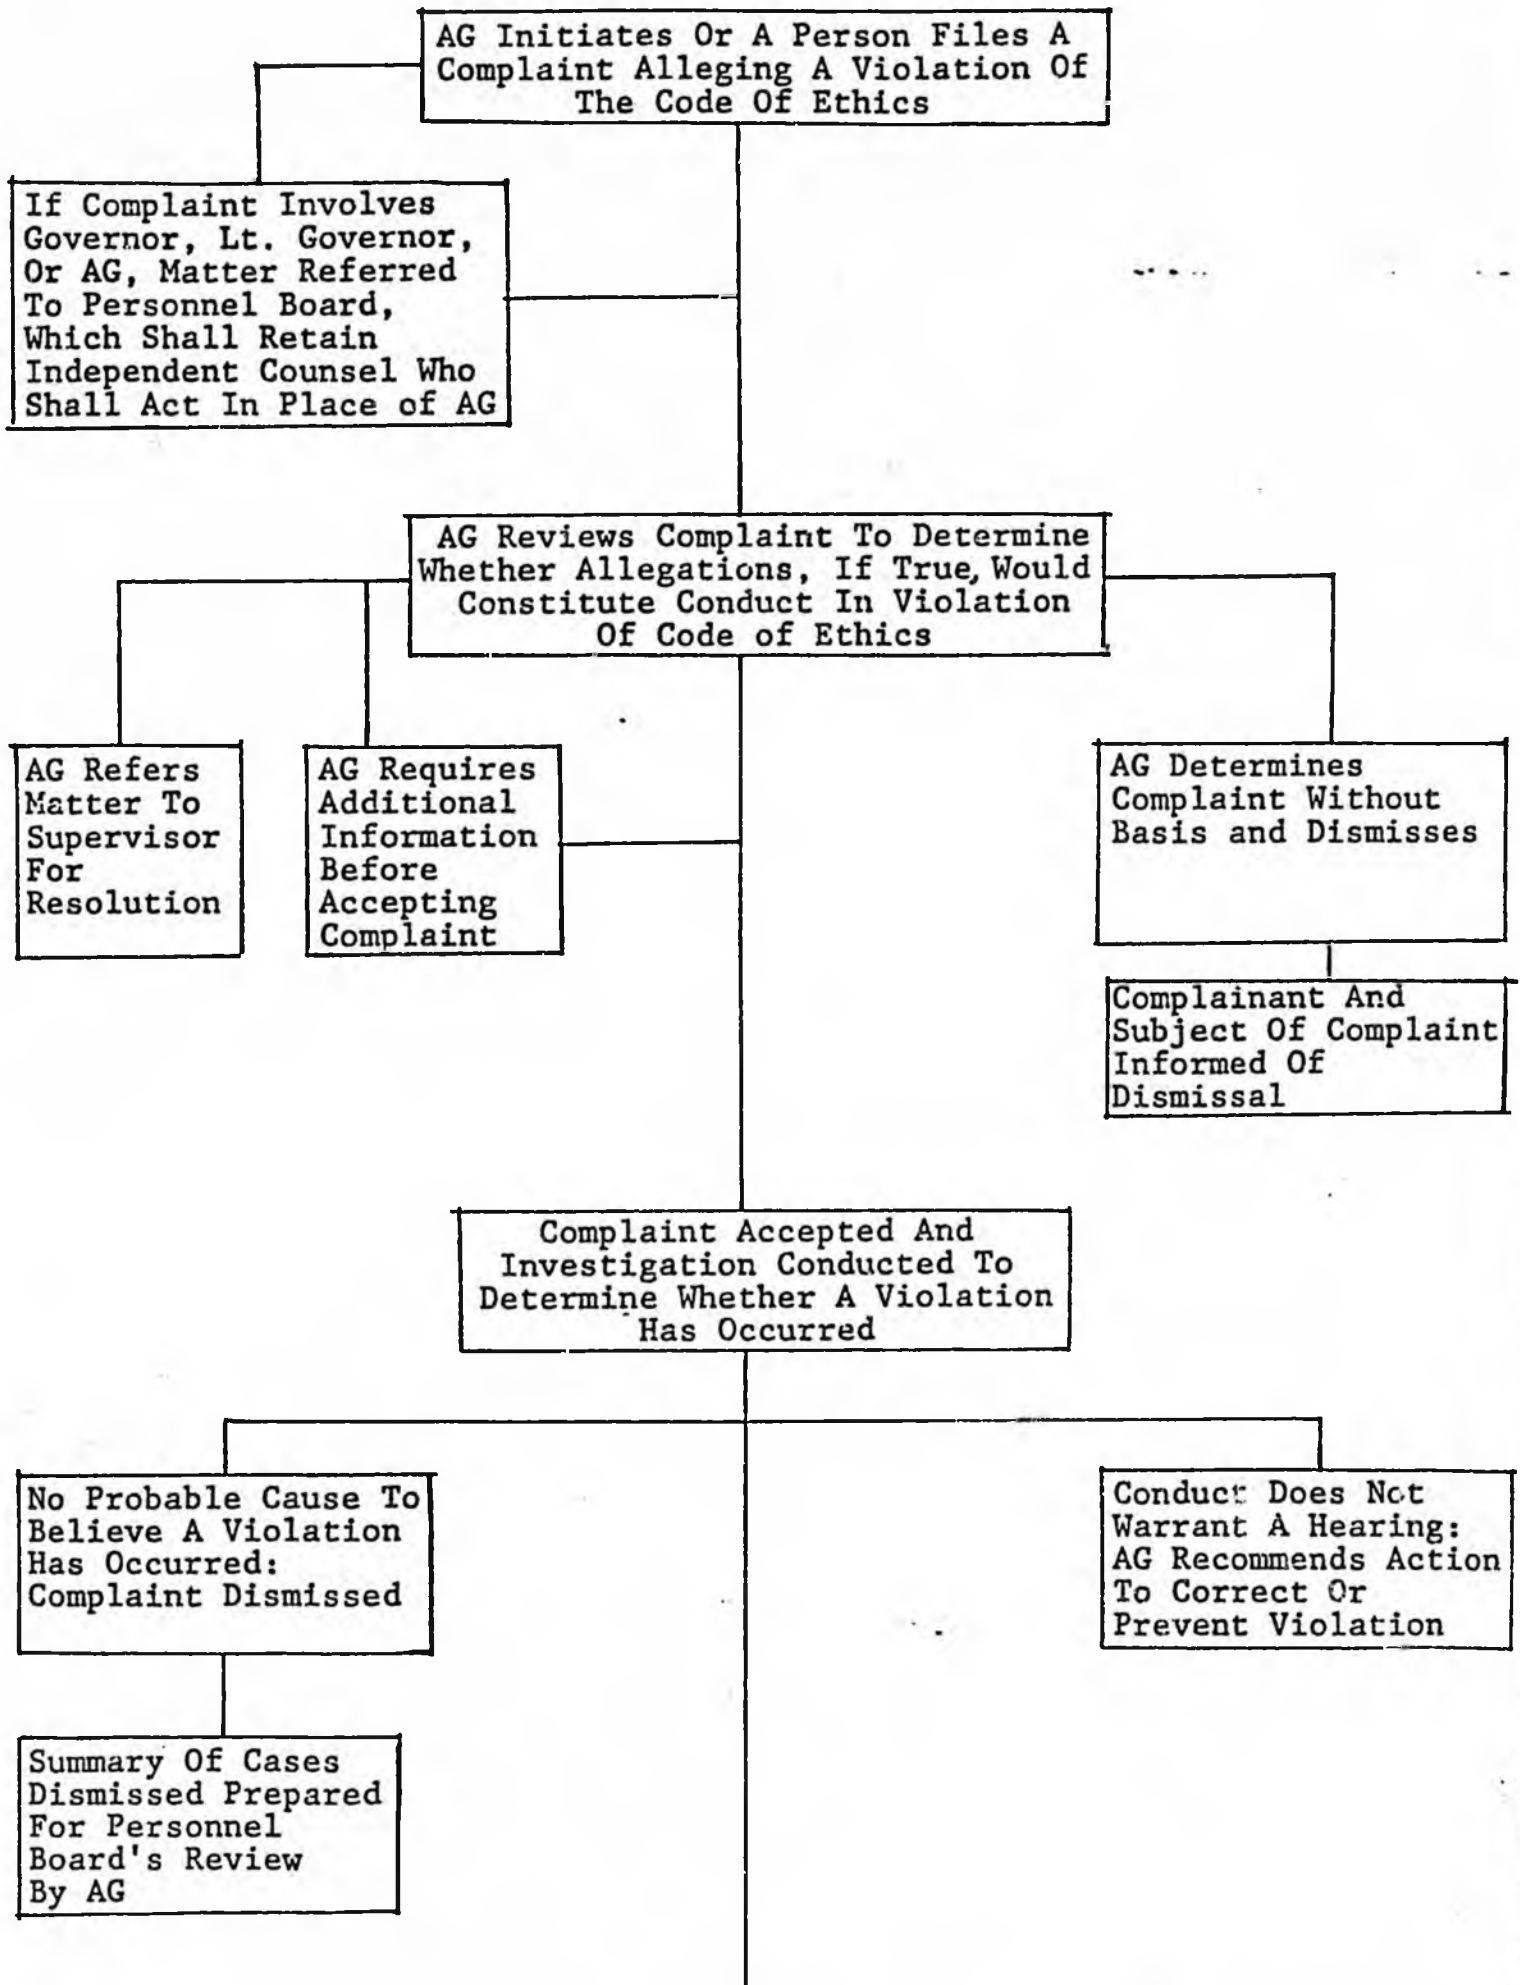 AG Initiates Or A Person Files A
Complaint Alleging A Violation Of
The Code Of Ethics
If Complaint Involves
Governor, Lt. Governor,
Or AG, Matter Referred
To Personnel Board,
Which Shall Retain
Independent Counsel Who
Shall Act In Place of AG
AG Reviews Complaint To Determine
Whether Allegations, If True, Would
Constitute Conduct In Violation
Of Code of Ethics
AG Refers
Matter To
Supervisor
For
Resolution
AG Requires
Additional
Information
Before
Accepting
Complaint
AG Determines
Complaint Without
Basis and Dismisses
Complainant And
Subject Of Complaint
Informed Of
Dismissal
Complaint Accepted And
Investigation Conducted To
Determine Whether A Violation
Has Occurred
No Probable Cause To
Believe A Violation
Has Occurred:
Complaint Dismissed
Conduct Does Not
Warrant A Hearing:
AG Recommends Action
To Correct Or
Prevent Violation
Summary Of Cases
Dismissed Prepared
For Personnel
Board's Review
By AG